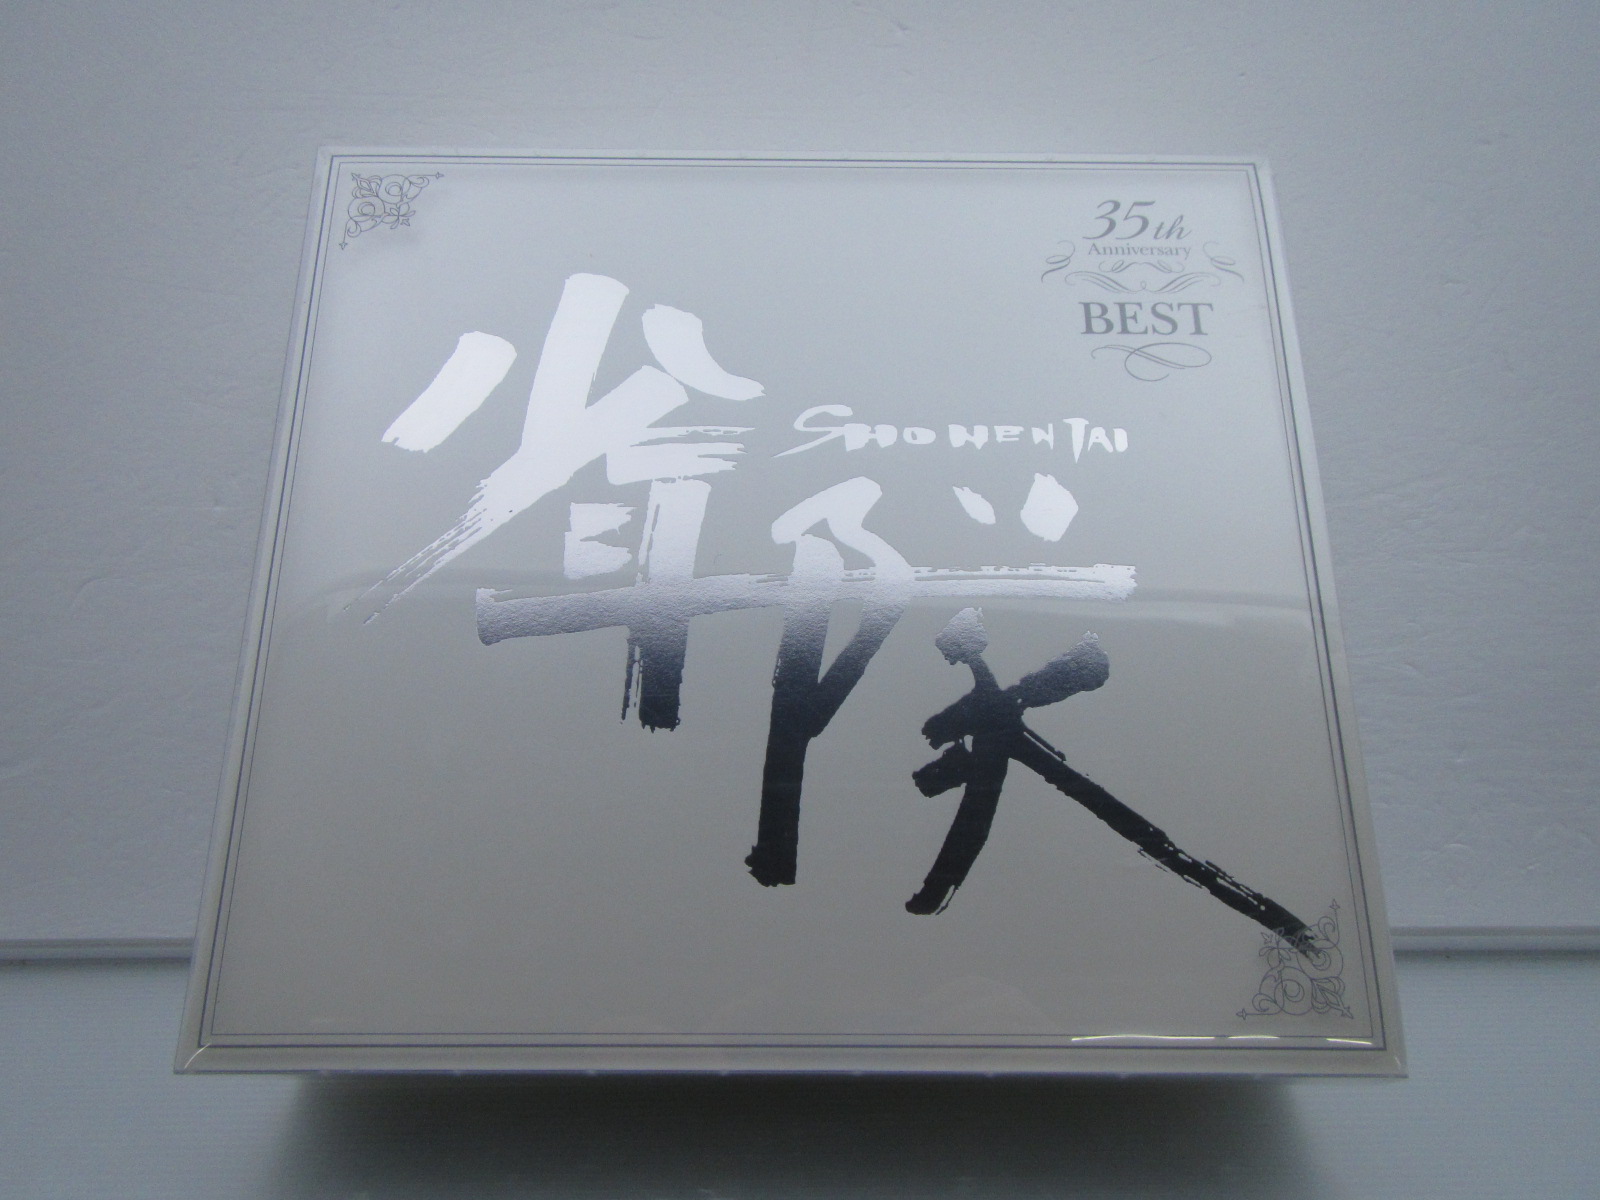 35th
Anniversary
BEST
少年隊
SHONENTAI